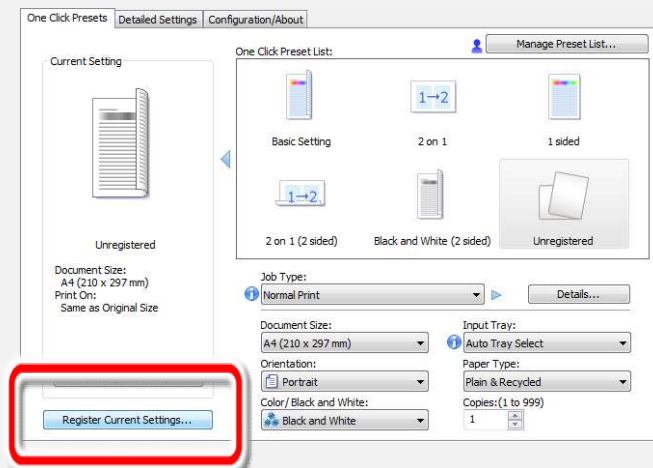 One Click Presets
Detailed Settings
Configuration/About
Current Setting
Unregistered
Document Size:
A4 (210 x 297 mm)
Print On:
Same as Original Size
Register Current Settings...
One Click Preset List:
Manage Preset List...
1→2
Basic Setting
2 on 1
1 sided
1→2
2 on 1 (2 sided)
Black and White (2 sided)
Unregistered
Job Type:
Normal Print
Details...
Document Size:
Input Tray:
A4 (210 x 297 mm)
Auto Tray Select
Orientation:
Paper Type:
Portrait
Plain & Recycled
Color/ Black and White:
Copies:(1 to 999)
Black and White
1